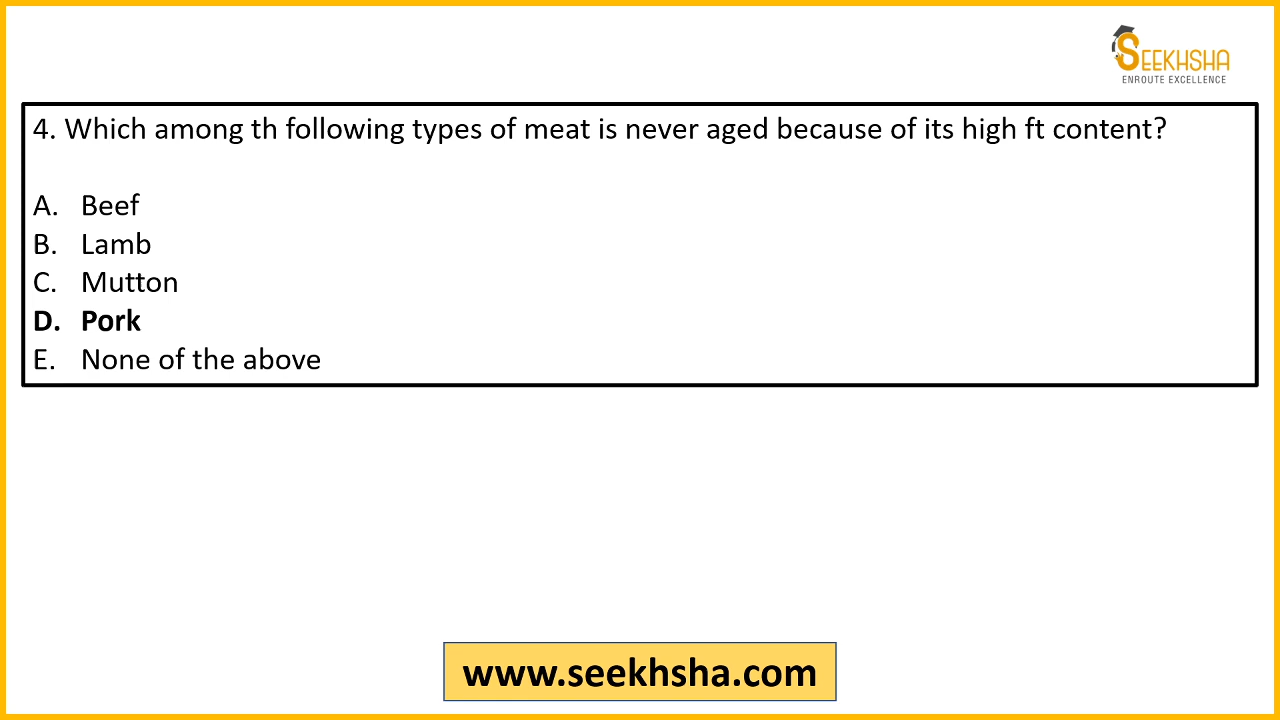 SEEKHSHA
ENROUTE EXCELLENCE
4. Which among th following types of meat is never aged because of its high ft content?
A. Beef
B. Lamb
C. Mutton
D. Pork
E. None of the above
www.seekhsha.com